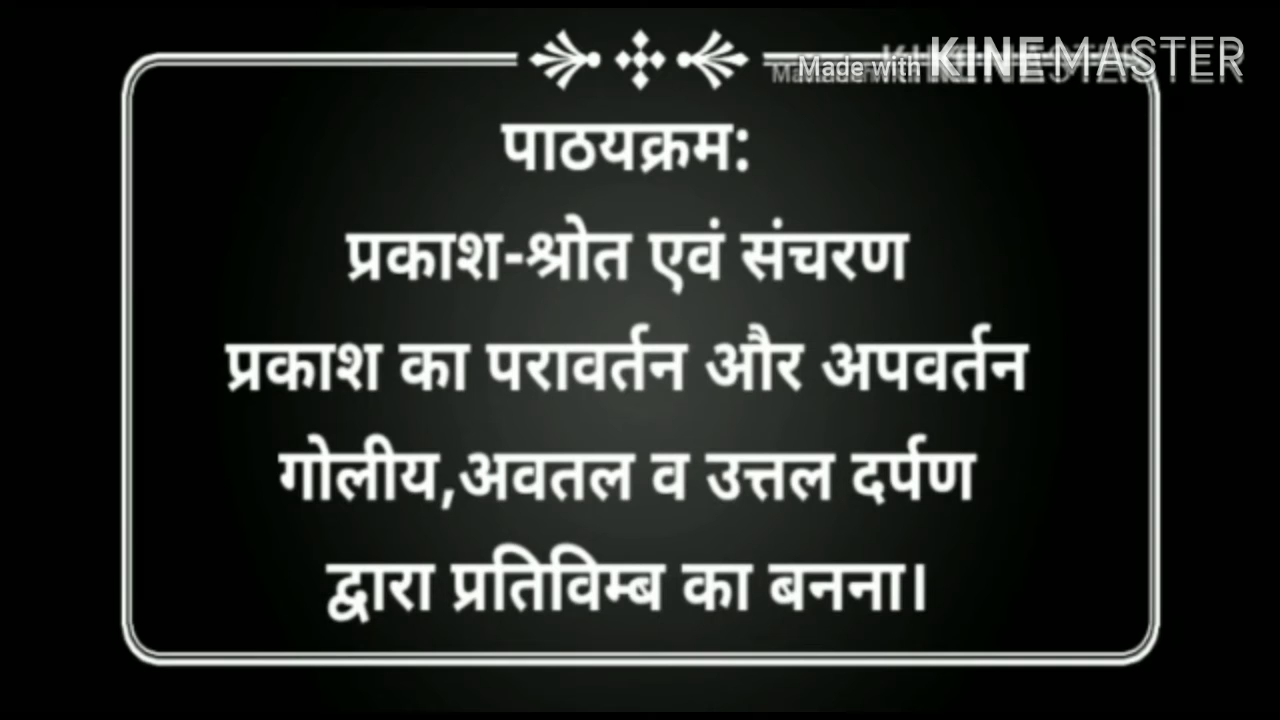 Made with KINEMASTER
पाठयक्रम:
प्रकाश-श्रोत एवं संचरण
प्रकाश का परावर्तन और अपवर्तन
गोलीय,अवतल व उत्तल दर्पण
द्वारा प्रतिविम्ब का बनना।